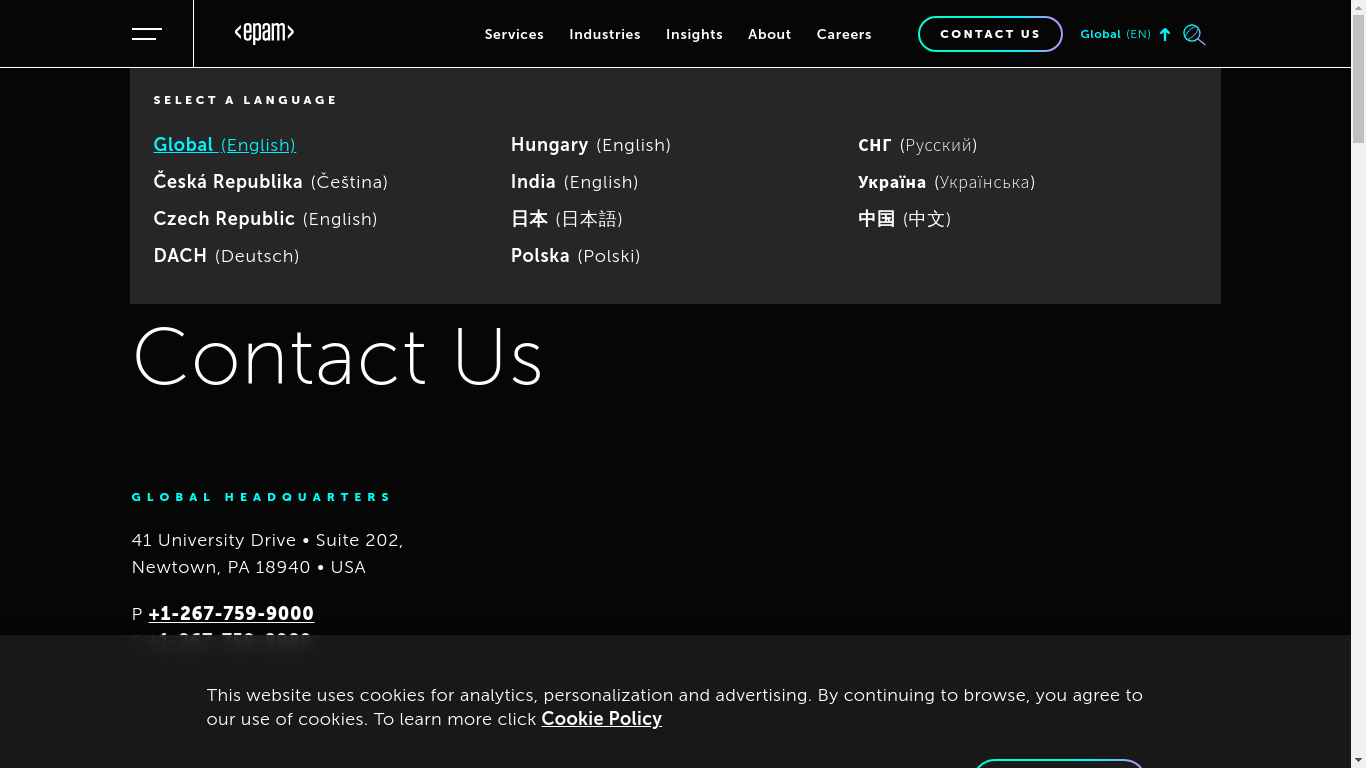 <epam>
Services Industries Insights About Careers
CONTACT US
Global (EN)
SELECT A LANGUAGE
Global (English)
Česká Republika (Čeština)
Czech Republic (English)
DACH (Deutsch)
Hungary (English)
India (English)
日本 (日本語)
Polska (Polski)
СНГ (Русский)
Україна (Українська)
中国 (中文)
Contact Us
GLOBAL HEADQUARTERS
41 University Drive • Suite 202,
Newtown, PA 18940 • USA
P +1-267-759-9000
This website uses cookies for analytics, personalization and advertising. By continuing to browse, you agree to
our use of cookies. To learn more click Cookie Policy